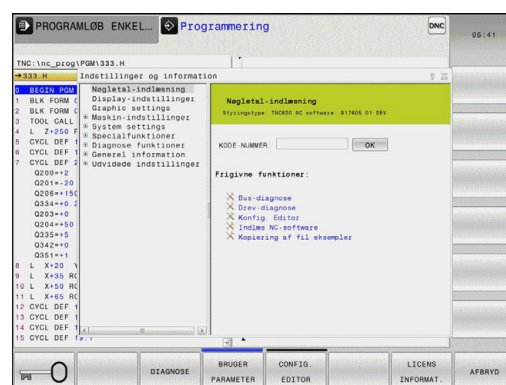 PROGRAMLØB ENKEL... Programmering
DNC
06:41
TNC:\nc_prog\PGM\333.H
→333.H Indstillinger og information
0 BEGIN PGM
1 BLK FORM
2 BLK FORM
3 TOOL CALL
4 L Z+250
5 CYCL DEF
6 CYCL DEF
7 CYCL DEF
Q200=+2
Q201=-20
Q206=+150
Q334=+0.2
Q203=+0
Q204=+50
Q335=+5
Q342=+0
Q351=+1
8 L X+20
9 L X+35 R0
10 L X+50 R0
11 L X+65 R0
12 CYCL DEF
13 CYCL DEF
14 CYCL DEF
15 CYCL DEF 19.1
Nøgletal-indlæsning
Display-indstillinger
Graphic settings
Maskin-indstillinger
System settings
Specialfunktioner
Diagnose funktioner
Generel information
Udvidede indstillinger
Nøgletal-indlæsning
Styringstype TNC620 NC software 817605 01 DEV
KODE-NUMMER:
OK
Frigivne funktioner:
Bus-diagnose
Drev-diagnose
Konfig. Editor
Indlæs NC-software
Kopiering af fil eksempler
DIAGNOSE
BRUGER
PARAMETER
CONFIG.
EDITOR
LICENS
INFORMAT.
AFBRYD